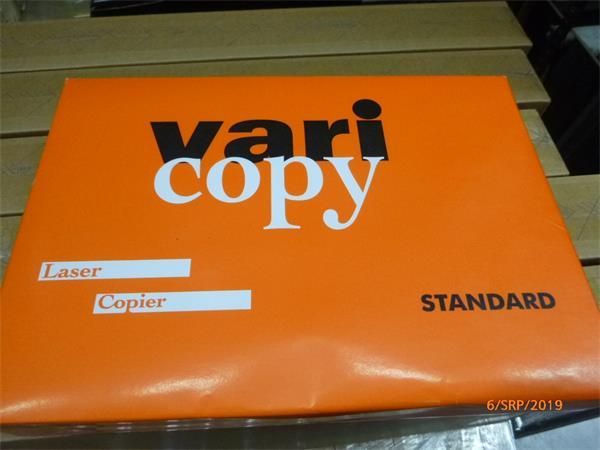 vari
copy
Laser
Copier
STANDARD
6/SRP/2019